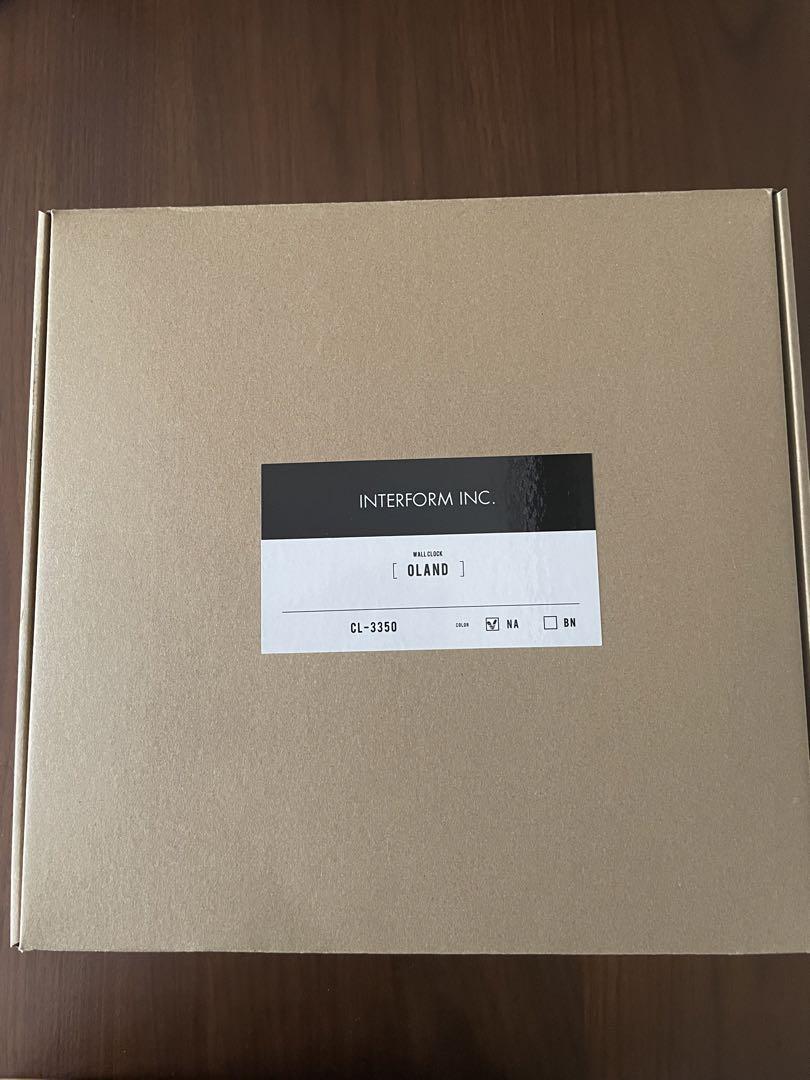 INTERFORM INC.
WALL CLOCK
[ OLAND ]
CL-3350 COLOR ☑ NA ☐ BN